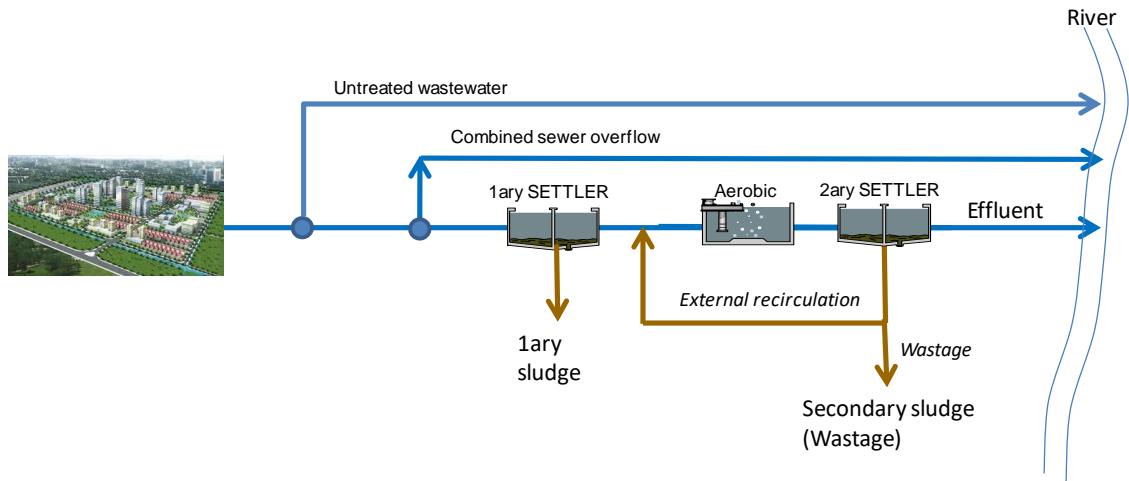 River
Untreated wastewater
Combined sewer overflow
1ary SETTLER
Aerobic
2ary SETTLER
Effluent
External recirculation
1ary
sludge
Wastage
Secondary sludge
(Wastage)